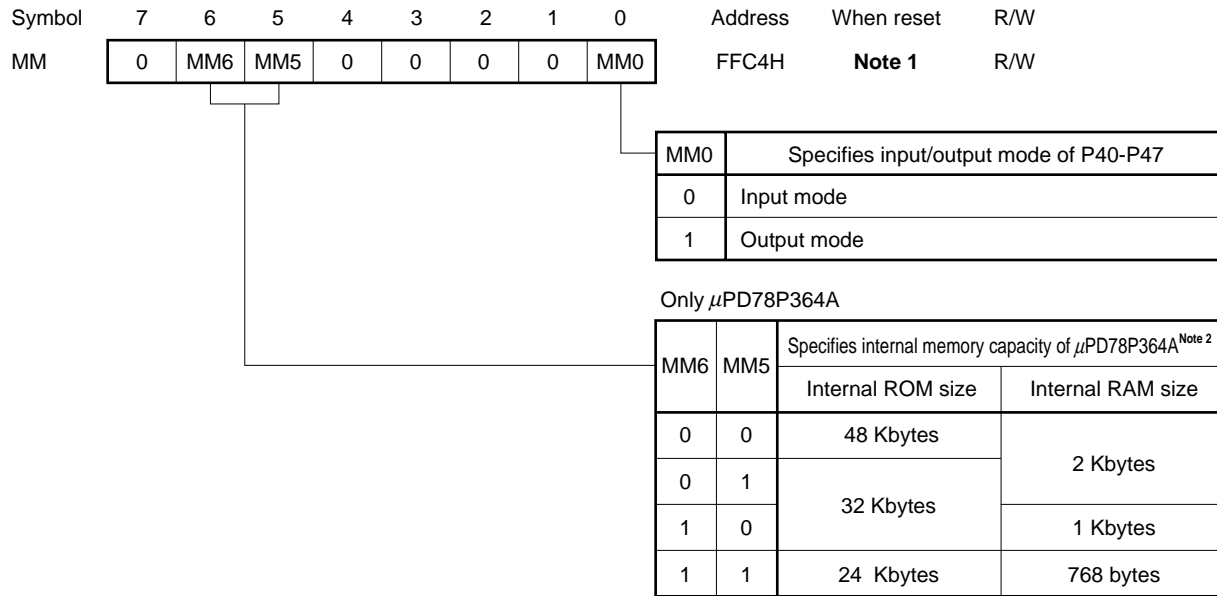 Symbol 7 6 5 4 3 2 1 0 Address When reset R/W
MM 0 MM6 MM5 0 0 0 0 MM0 FFC4H Note 1 R/W
MM0 Specifies input/output mode of P40-P47
0 Input mode
1 Output mode
Only μPD78P364A
MM6 MM5 Specifies internal memory capacity of μPD78P364A Note 2
Internal ROM size Internal RAM size
0 0 48 Kbytes 2 Kbytes
0 1 32 Kbytes
1 0 1 Kbytes
1 1 24 Kbytes 768 bytes